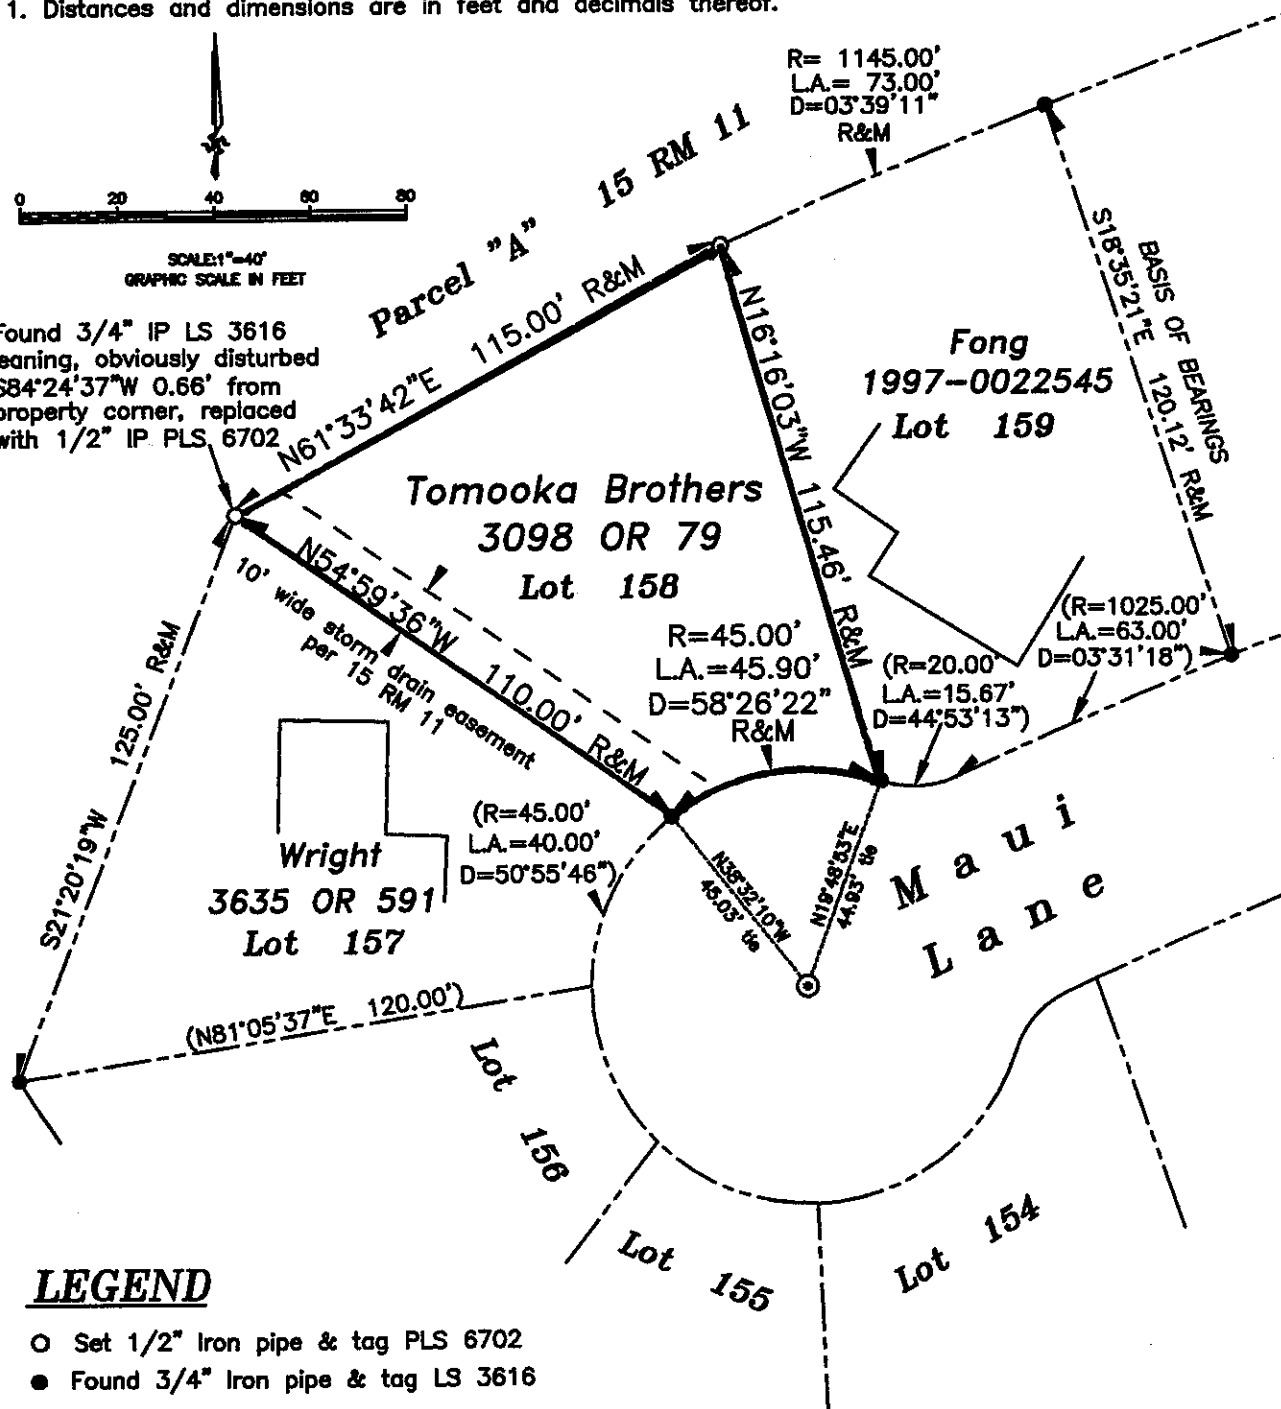 1. Distances and dimensions are in feet and decimals thereof.
R= 1145.00'
L.A.= 73.00'
D=03°39'11"
R&M
0 20 40 60 80
SCALE:1"=40'
GRAPHIC SCALE IN FEET
Parcel "A" 15 RM 11
N61°33'42"E 115.00' R&M
Found 3/4" IP LS 3616
leaning, obviously disturbed
S84°24'37"W 0.66' from
property corner, replaced
with 1/2" IP PLS 6702
N16°16'03"W 115.46' R&M
Fong
1997-0022545
Lot 159
BASIS OF BEARINGS
S18°35'21"E 120.12' R&M
Tomooka Brothers
3098 OR 79
Lot 158
N54°59'36"W 110.00' R&M
10' wide storm drain easement
per 15 RM 11
R=45.00'
L.A.=45.90'
D=58°26'22"
R&M
(R=20.00'
L.A.=15.67'
D=44°53'13")
(R=1025.00'
L.A.=63.00'
D=03°31'18")
S21°20'19"W 125.00' R&M
Wright
3635 OR 591
Lot 157
(R=45.00'
L.A.=40.00'
D=50°55'46")
N38°32'10"W
45.03' tie
N19°48'53"E
44.93' tie
Maui
Lane
(N81°05'37"E 120.00')
Lot 156
Lot 155
Lot 154
LEGEND
Set 1/2" Iron pipe & tag PLS 6702
Found 3/4" Iron pipe & tag LS 3616